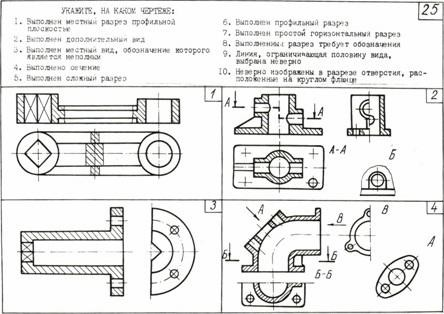 УКАЖИТЕ, НА КАКОМ ЧЕРТЕЖЕ:
1. Выполнен местный разрез профильной
плоскостью
2. Выполнен дополнительный вид
3. Выполнен местный вид, обозначение которого
является неполным
4. Выполнено сечение
5. Выполнен сложный разрез
6. Выполнен профильный разрез
7. Выполнен простой горизонтальный разрез
8. Выполненный разрез требует обозначения
9. Линия, ограничивающая половину вида,
выбрана неверно
10. Неверно изображены в разрезе отверстия, рас-
положенные на круглом фланце
25
1
2
А
А
А-А
Б
3
4
А
В
В
Б
Б
Б-Б
А